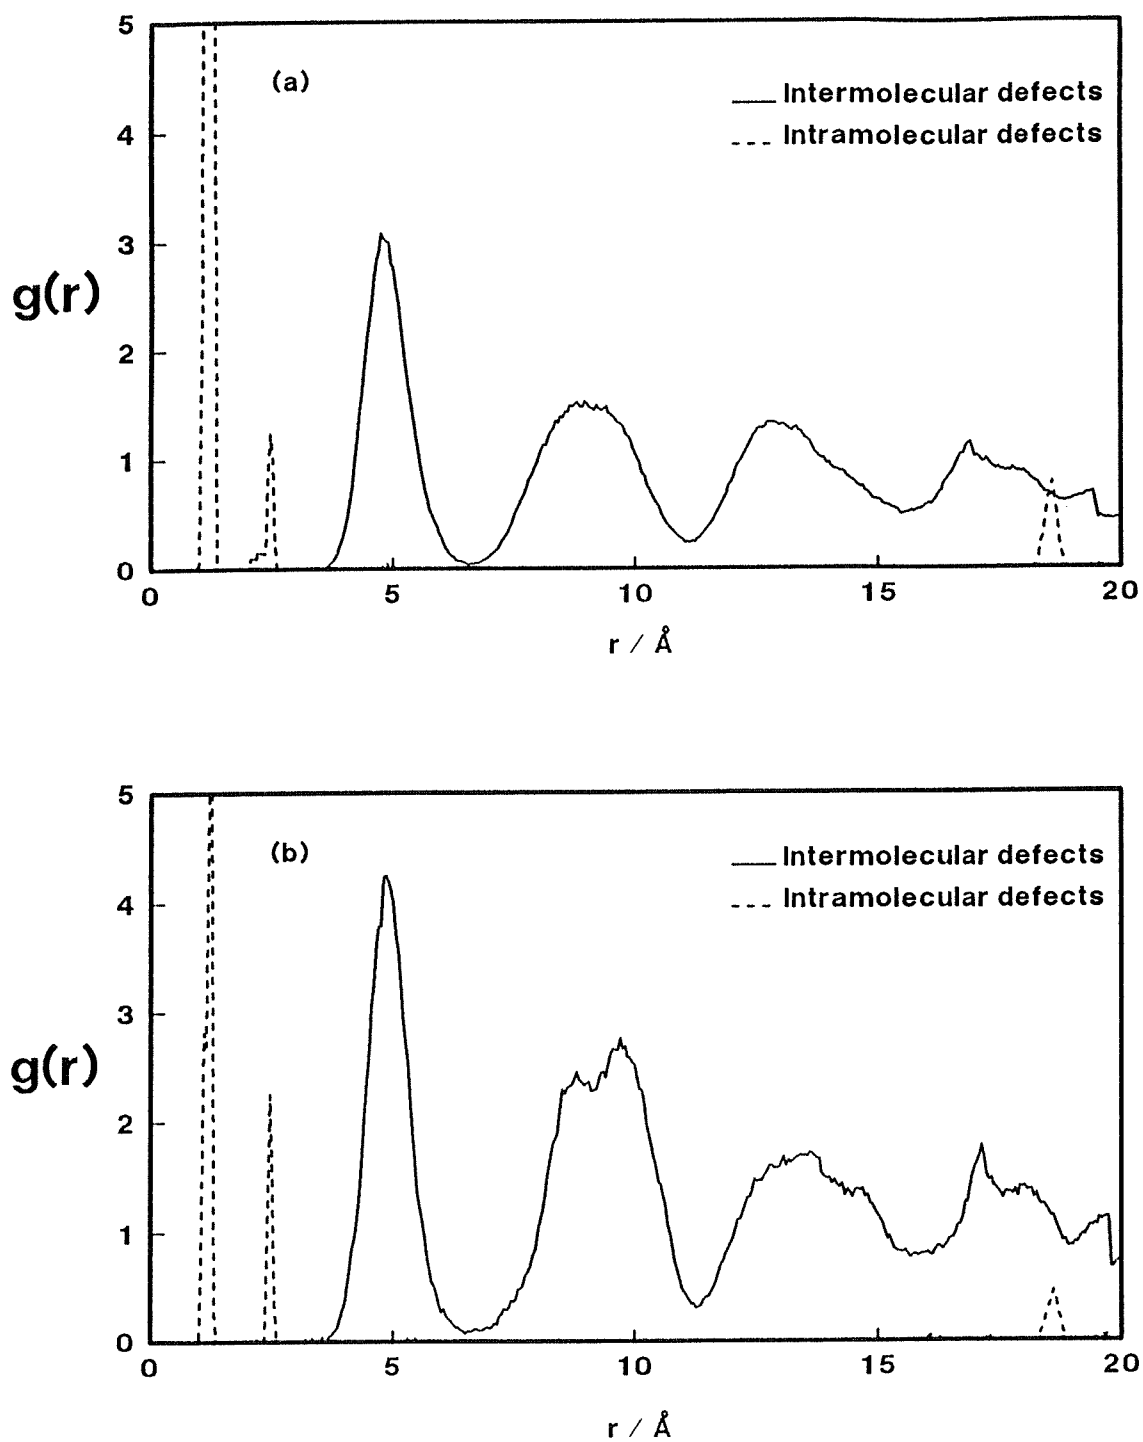 5
(a)
Intermolecular defects
Intramolecular defects
4
3
g(r)
2
1
0
0 5 10 15 20
r / Å
5
(b)
Intermolecular defects
Intramolecular defects
4
3
g(r)
2
1
0
0 5 10 15 20
r / Å